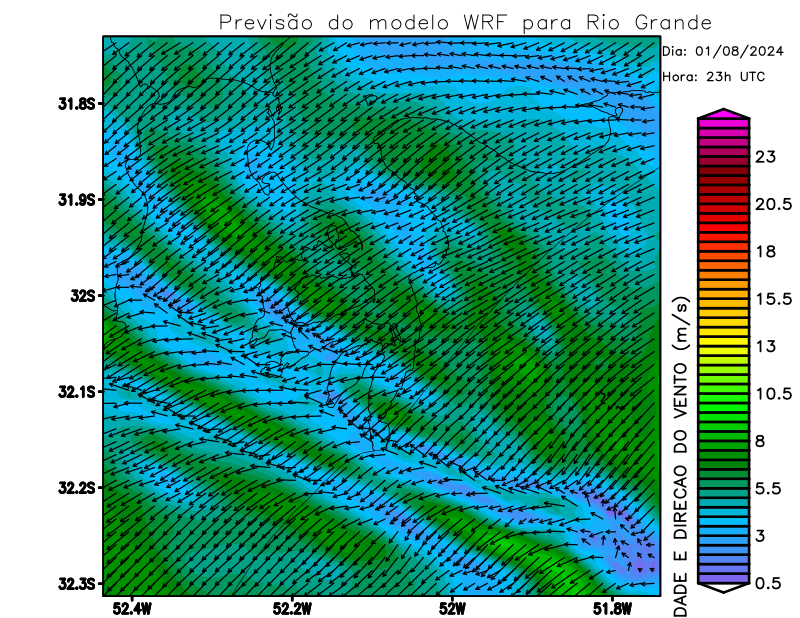 Previsão do modelo WRF para Rio Grande
Dia: 01/08/2024
Hora: 23h UTC
31.8S
31.9S
32S
32.1S
32.2S
32.3S
52.4W
52.2W
52W
51.8W
23
20.5
18
15.5
13
10.5
8
5.5
3
0.5
DADE E DIRECAO DO VENTO (m/s)